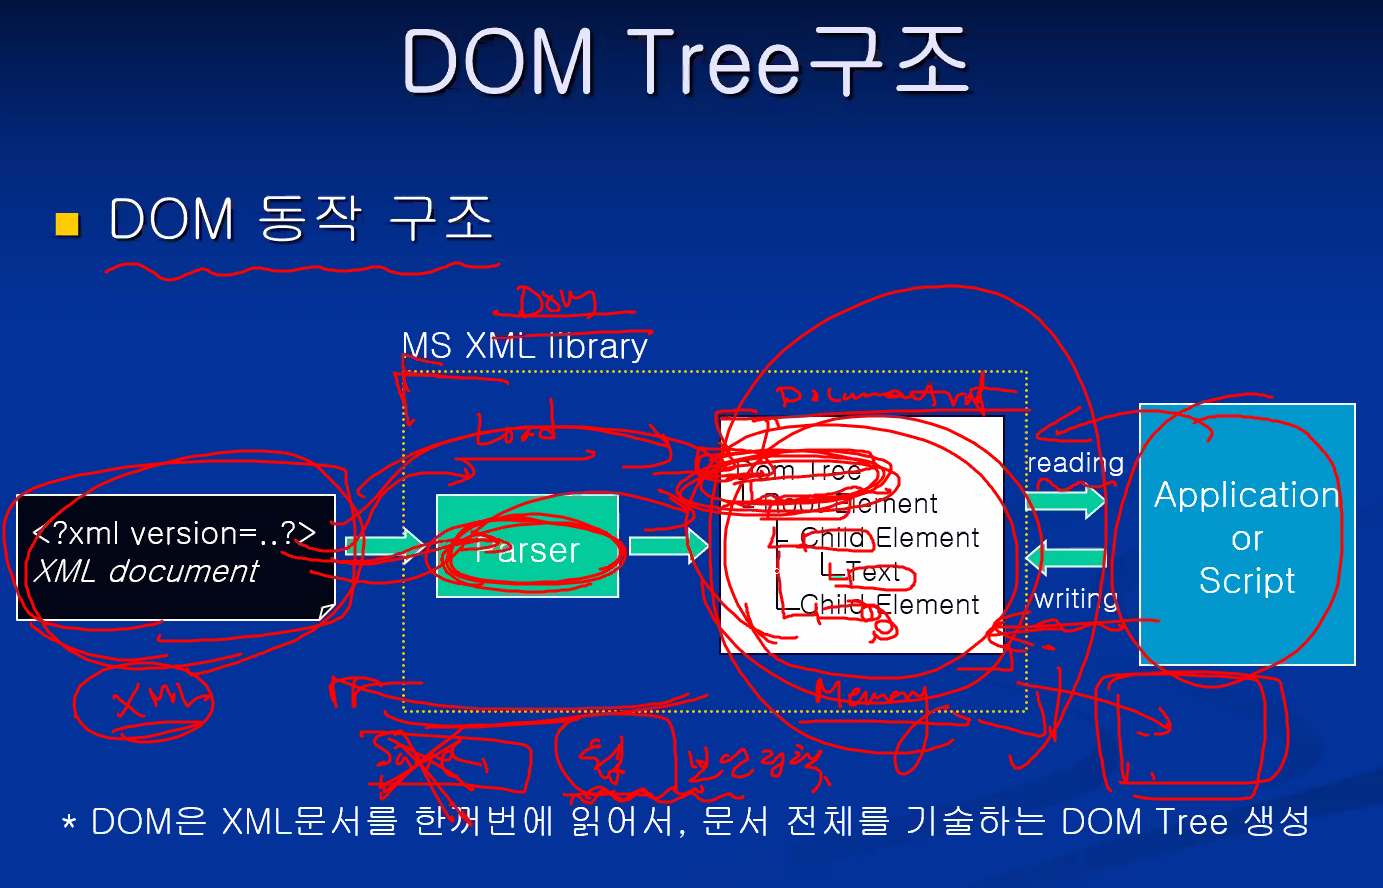 DOM Tree구조
DOM 동작 구조
Dom
MS XML library
Load
<?xml version=..?>
XML document
Parser
Dom Tree
Root Element
Child Element
Text
Child Element
reading
writing
Application
or
Script
XML
Memory
* DOM은 XML문서를 한꺼번에 읽어서, 문서 전체를 기술하는 DOM Tree 생성